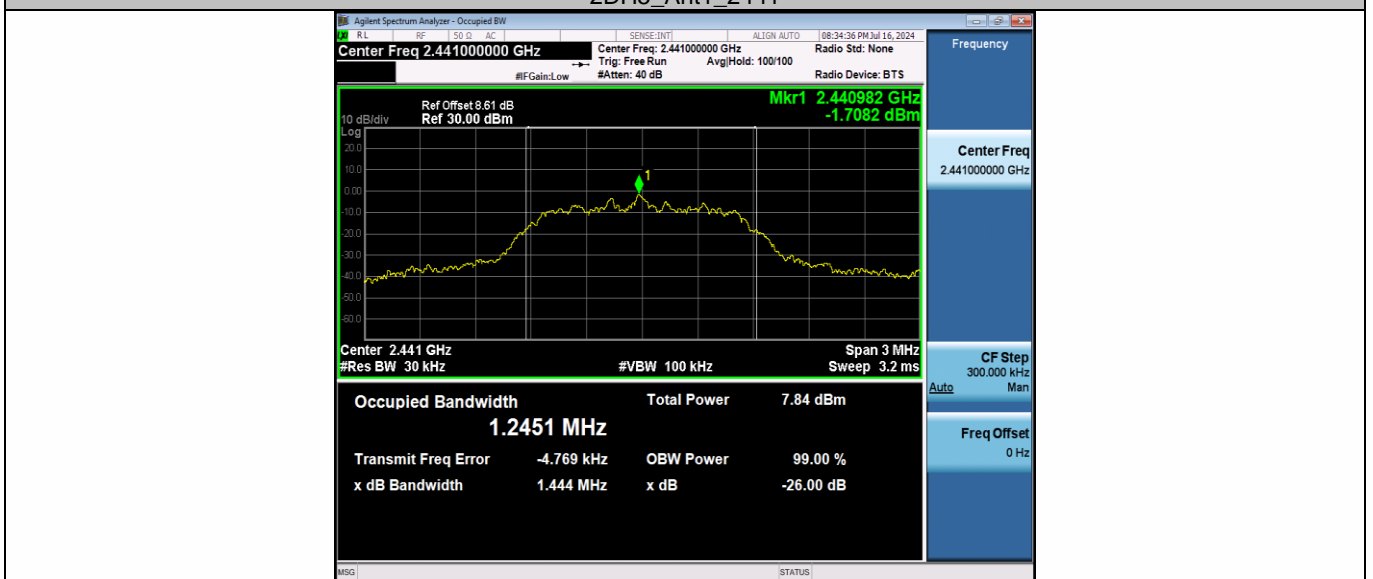 2DH5_Ant1_2441
Agilent Spectrum Analyzer - Occupied BW
RL RF 50 Ω AC SENSE:INT ALIGN AUTO 08:34:36 PM Jul 16, 2024
Center Freq 2.441000000 GHz
Center Freq: 2.441000000 GHz
Radio Std: None
Trig: Free Run Avg|Hold: 100/100
#IFGain:Low #Atten: 40 dB Radio Device: BTS
Frequency
Mkr1 2.440982 GHz
-1.7082 dBm
Ref Offset 8.61 dB
10 dB/div Ref 30.00 dBm
Log
20.0
10.0
0.00
-10.0
-20.0
-30.0
-40.0
-50.0
-60.0
1
Center 2.441 GHz Span 3 MHz
#Res BW 30 kHz #VBW 100 kHz Sweep 3.2 ms
Occupied Bandwidth Total Power 7.84 dBm
1.2451 MHz
Transmit Freq Error -4.769 kHz OBW Power 99.00 %
x dB Bandwidth 1.444 MHz x dB -26.00 dB
Center Freq
2.441000000 GHz
CF Step
300.000 kHz
Auto Man
Freq Offset
0 Hz
MSG STATUS